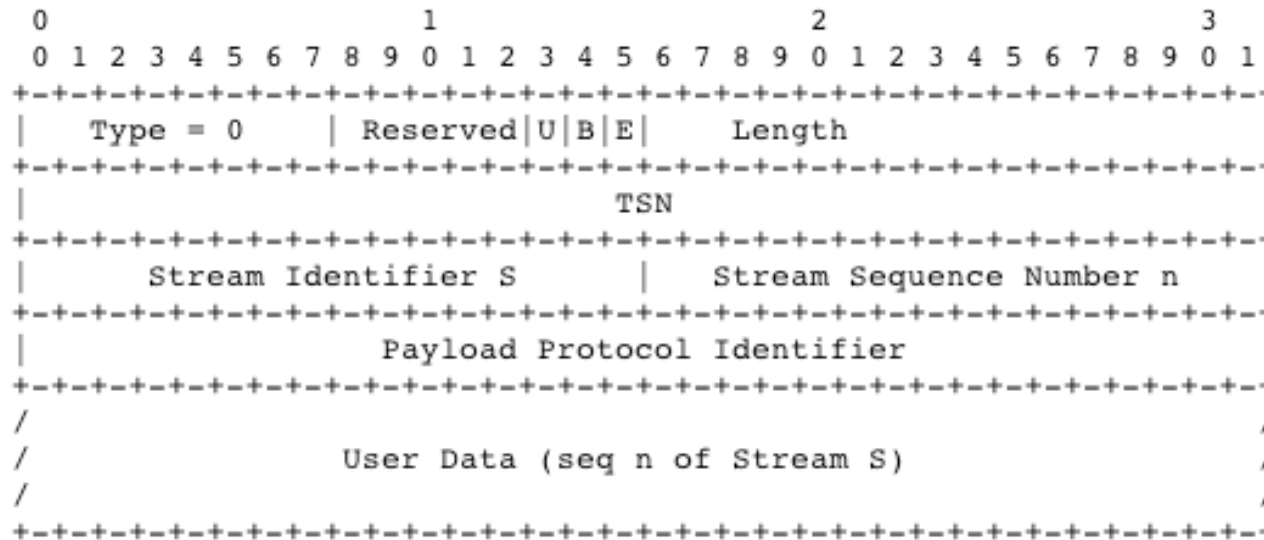 0                   1                   2                   3
0 1 2 3 4 5 6 7 8 9 0 1 2 3 4 5 6 7 8 9 0 1 2 3 4 5 6 7 8 9 0 1
+-+-+-+-+-+-+-+-+-+-+-+-+-+-+-+-+-+-+-+-+-+-+-+-+-+-+-+-+-+-+-+-
|   Type = 0    | Reserved|U|B|E|    Length
+-+-+-+-+-+-+-+-+-+-+-+-+-+-+-+-+-+-+-+-+-+-+-+-+-+-+-+-+-+-+-+-
|                              TSN
+-+-+-+-+-+-+-+-+-+-+-+-+-+-+-+-+-+-+-+-+-+-+-+-+-+-+-+-+-+-+-+-
|      Stream Identifier S      |   Stream Sequence Number n
+-+-+-+-+-+-+-+-+-+-+-+-+-+-+-+-+-+-+-+-+-+-+-+-+-+-+-+-+-+-+-+-
|                  Payload Protocol Identifier
+-+-+-+-+-+-+-+-+-+-+-+-+-+-+-+-+-+-+-+-+-+-+-+-+-+-+-+-+-+-+-+-
/                                                               /
/                User Data (seq n of Stream S)                  /
/                                                               /
+-+-+-+-+-+-+-+-+-+-+-+-+-+-+-+-+-+-+-+-+-+-+-+-+-+-+-+-+-+-+-+-